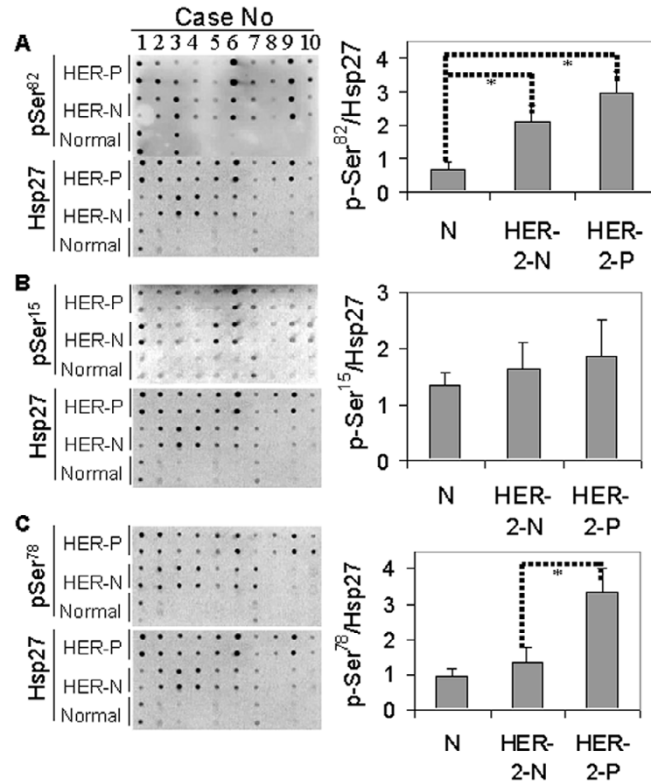 Case No
1 2 3 4 5 6 7 8 9 10
A
pSer82
HER-P
HER-N
Normal
Hsp27
HER-P
HER-N
Normal
p-Ser82/Hsp27
4
3
2
1
0
*
*
N
HER-2-N
HER-2-P
B
pSer15
HER-P
HER-N
Normal
Hsp27
HER-P
HER-N
Normal
p-Ser15/Hsp27
3
2
1
0
N
HER-2-N
HER-2-P
C
pSer78
HER-P
HER-N
Normal
Hsp27
HER-P
HER-N
Normal
p-Ser78/Hsp27
4
3
2
1
0
*
N
HER-2-N
HER-2-P